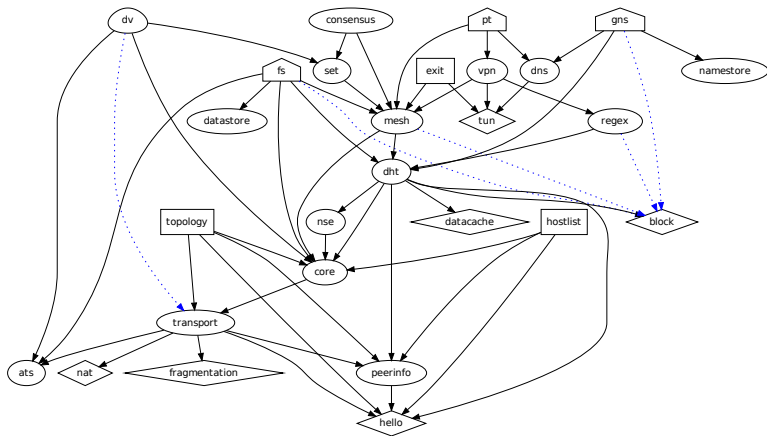 dv
consensus
pt
gns
fs
set
exit
vpn
dns
namestore
datastore
mesh
tun
regex
dht
topology
nse
datacache
hostlist
block
core
transport
ats
nat
fragmentation
peerinfo
hello